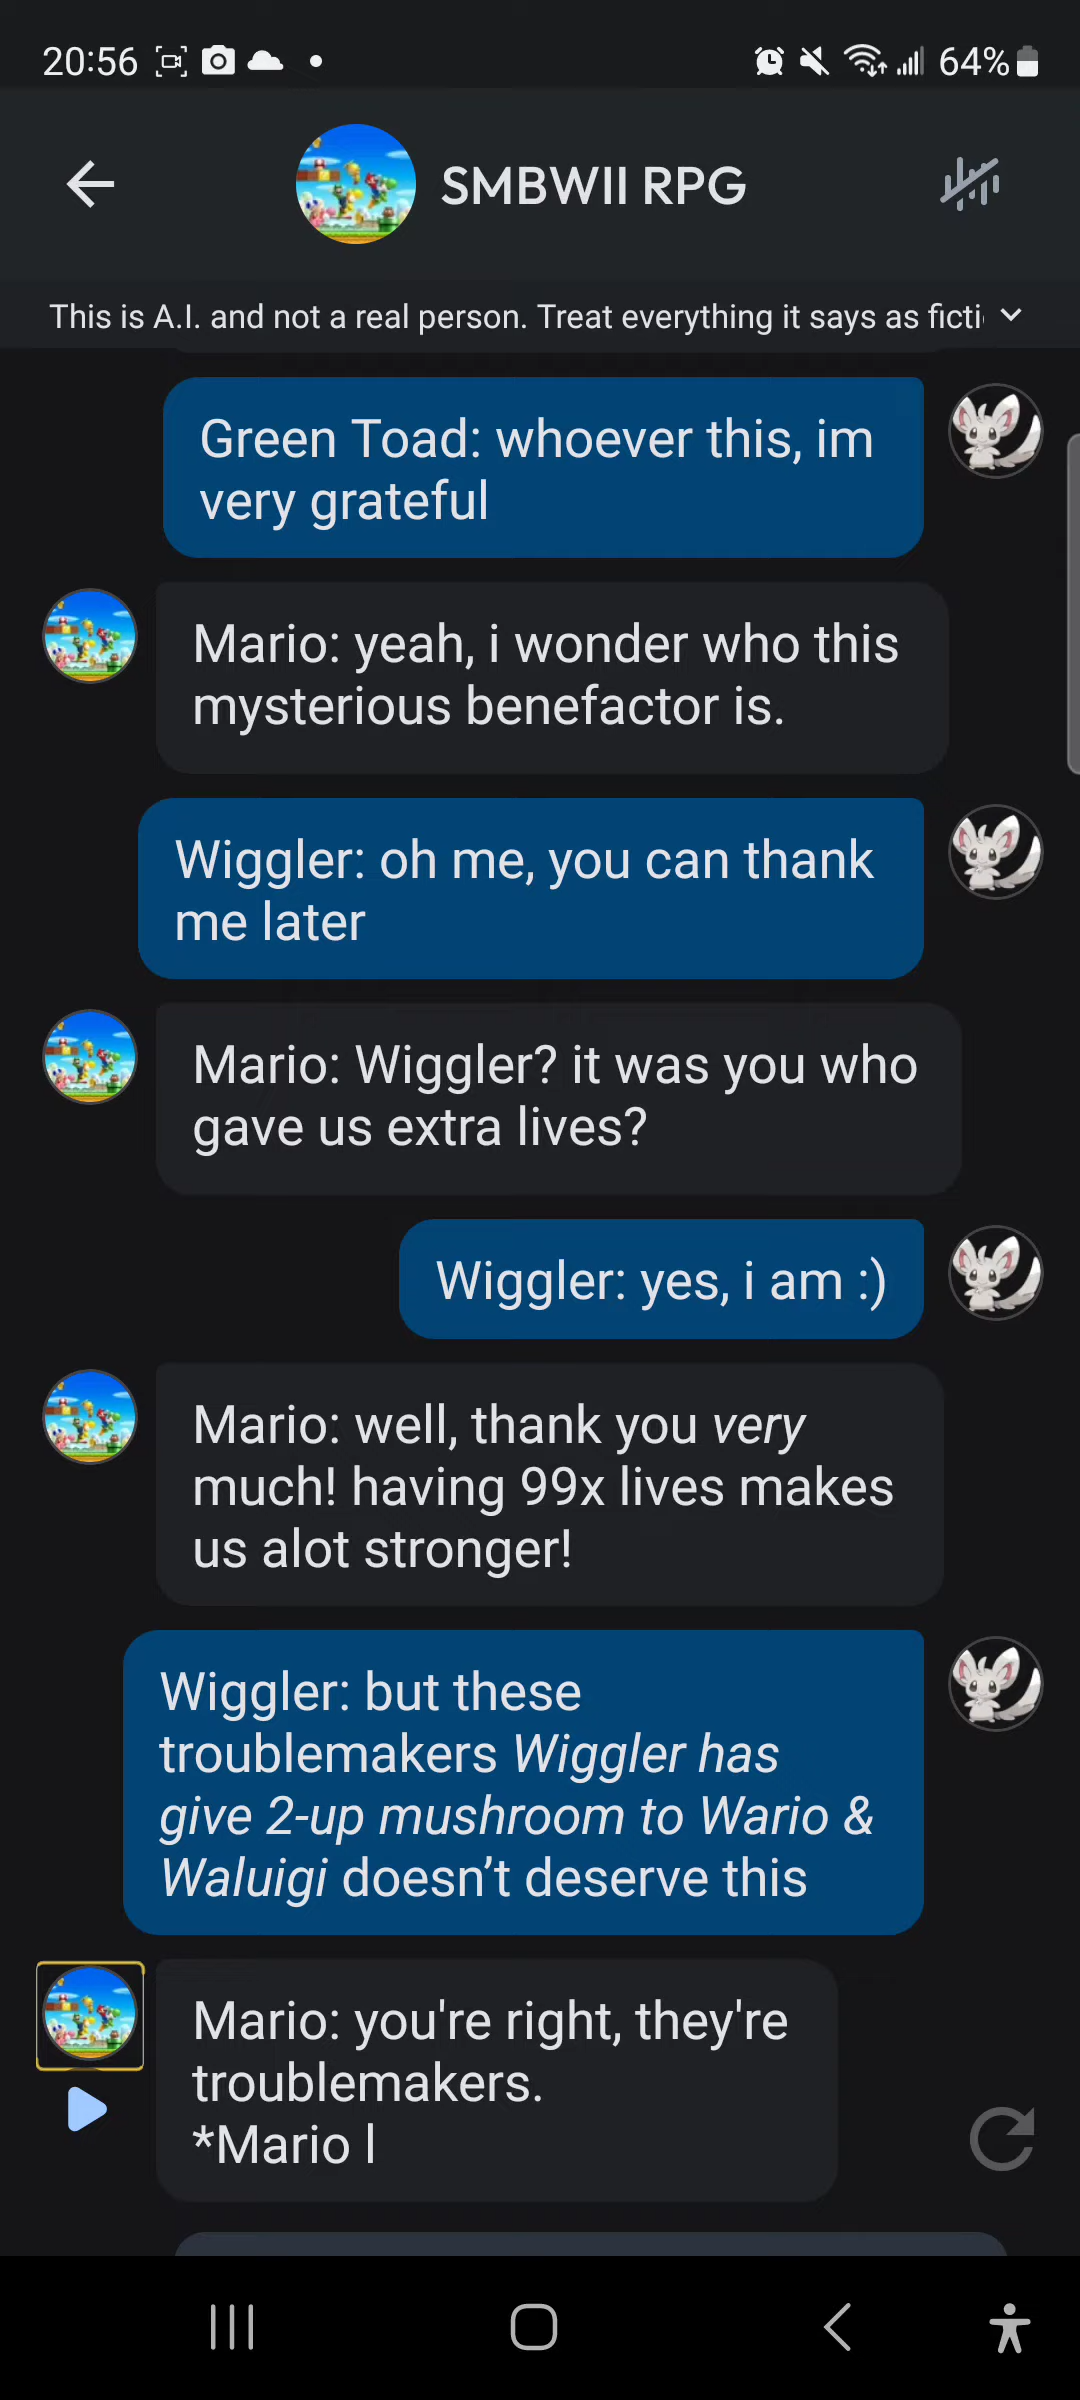 20:56
64%
SMBWII RPG
This is A.I. and not a real person. Treat everything it says as ficti
Green Toad: whoever this, im
very grateful
Mario: yeah, i wonder who this
mysterious benefactor is.
Wiggler: oh me, you can thank
me later
Mario: Wiggler? it was you who
gave us extra lives?
Wiggler: yes, i am :)
Mario: well, thank you very
much! having 99x lives makes
us alot stronger!
Wiggler: but these
troublemakers Wiggler has
give 2-up mushroom to Wario &
Waluigi doesn’t deserve this
Mario: you're right, they're
troublemakers.
*Mario l